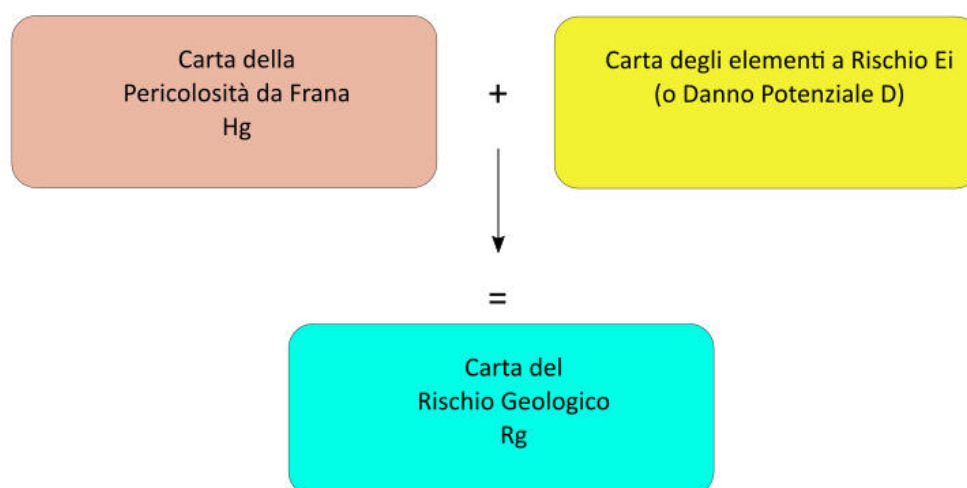 Carta della
Pericolosità da Frana
Hg
+
Carta degli elementi a Rischio Ei
(o Danno Potenziale D)
=
Carta del
Rischio Geologico
Rg